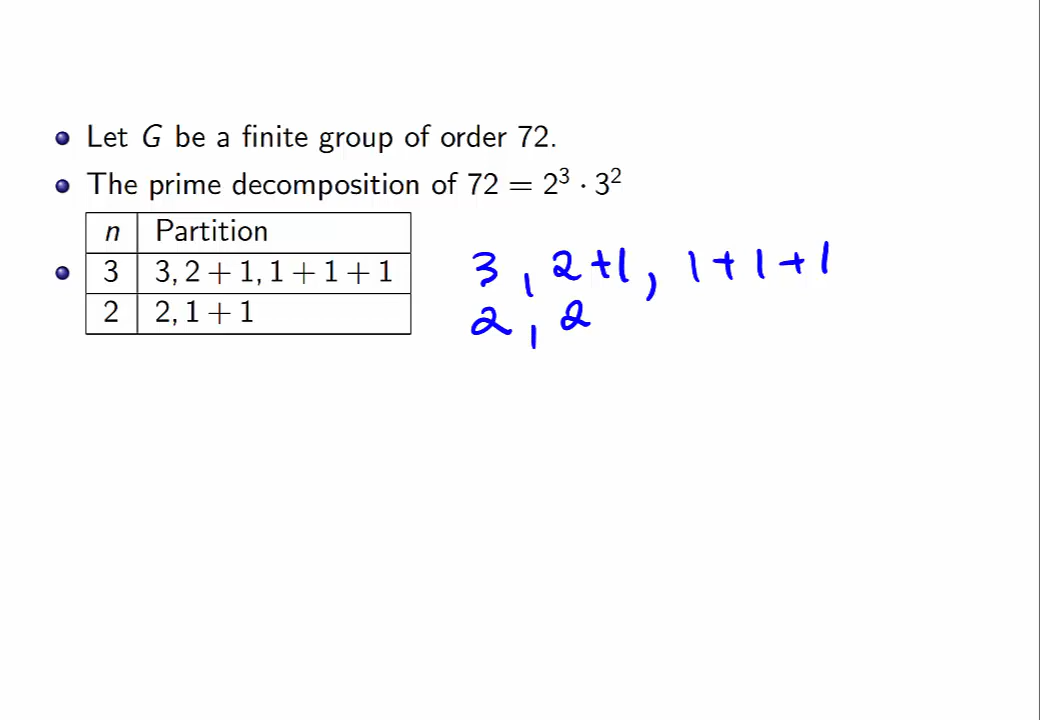 Let G be a finite group of order 72.
The prime decomposition of 72 = 2³ · 3²
n Partition
3 3, 2 + 1, 1 + 1 + 1
2 2, 1 + 1
3, 2+1, 1+1+1
2, 2